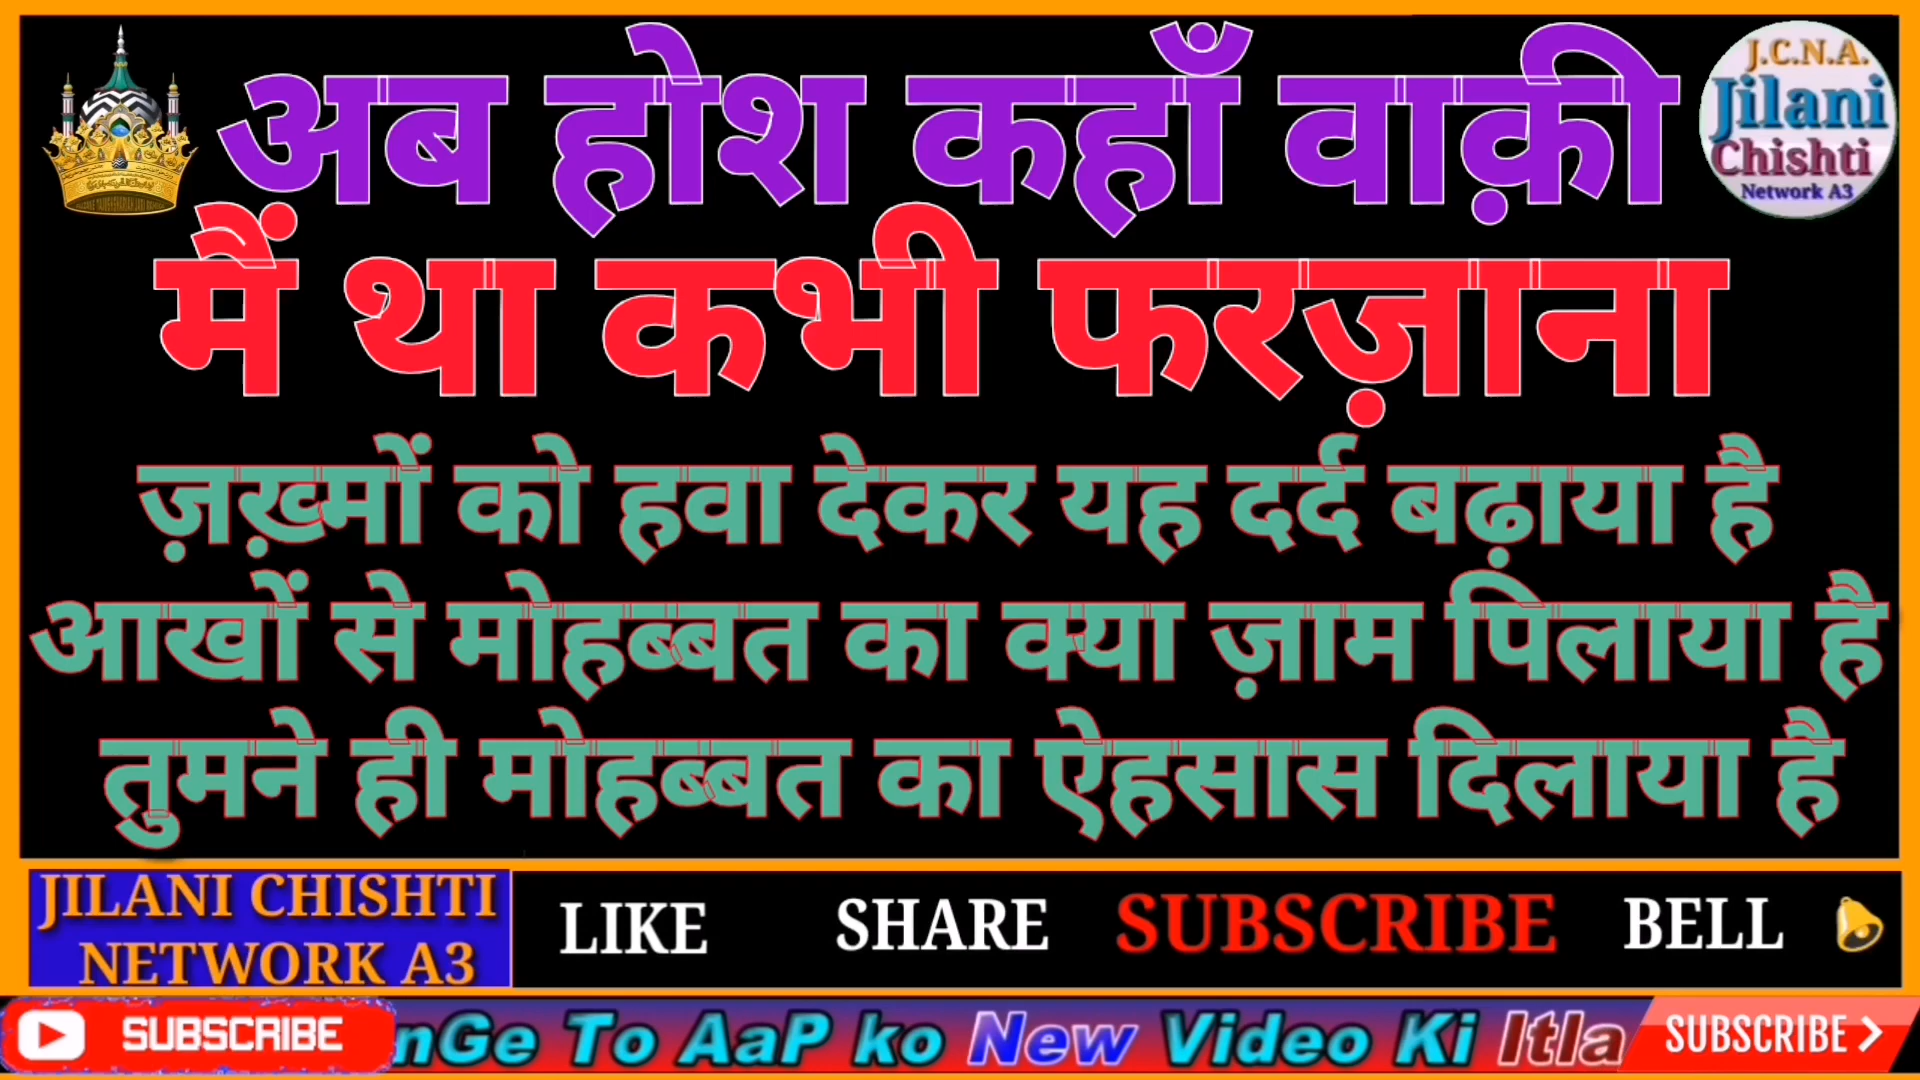 अब होश कहाँ वाक़ी
J.C.N.A.
Jilani
Chishti
Network A3
मैं था कभी फरज़ाना
ज़ख़्मों को हवा देकर यह दर्द बढ़ाया है
आखों से मोहब्बत का क्या ज़ाम पिलाया है
तुमने ही मोहब्बत का ऐहसास दिलाया है
JILANI CHISHTI
NETWORK A3
LIKE SHARE SUBSCRIBE BELL
SUBSCRIBE nGe To AaP ko New Video Ki Itla SUBSCRIBE